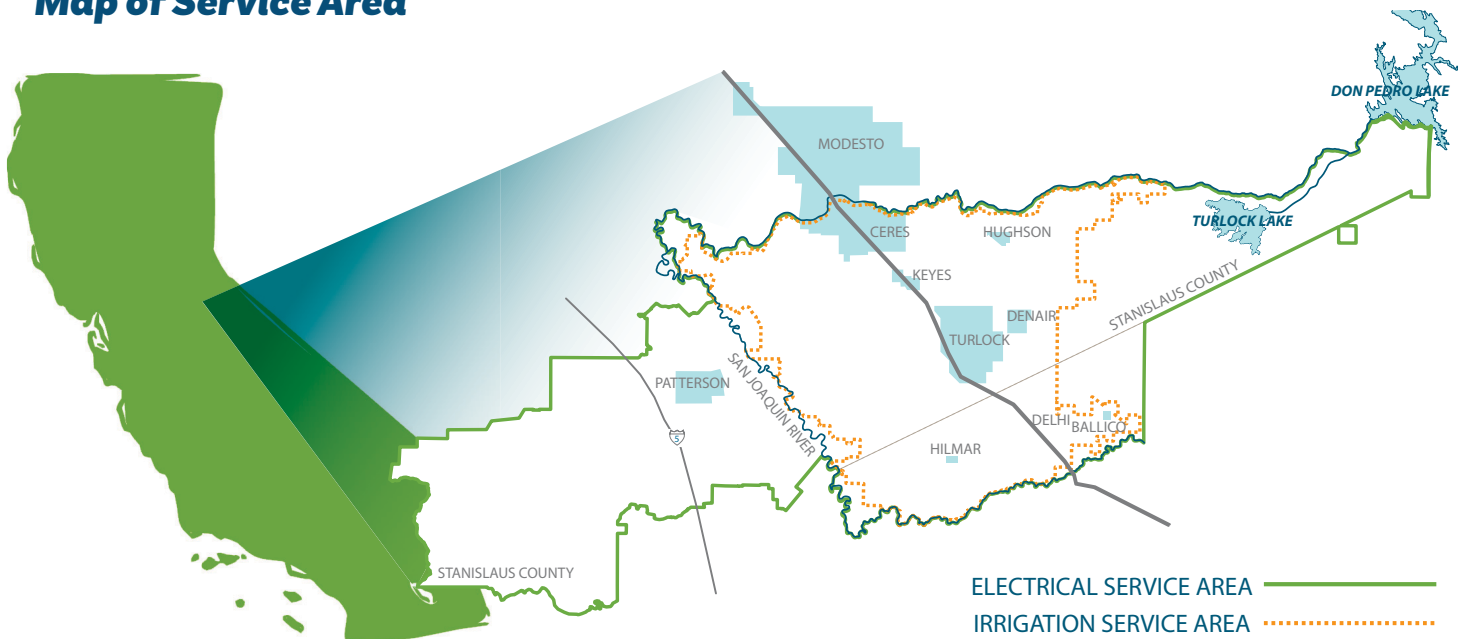 Map of Service Area
DON PEDRO LAKE
MODESTO
TURLOCK LAKE
CERES
HUGHSON
KEYES
STANISLAUS COUNTY
DENAIR
TURLOCK
PATTERSON
SAN JOAQUIN RIVER
DELHI
BALLICO
5
HILMAR
STANISLAUS COUNTY
ELECTRICAL SERVICE AREA
IRRIGATION SERVICE AREA